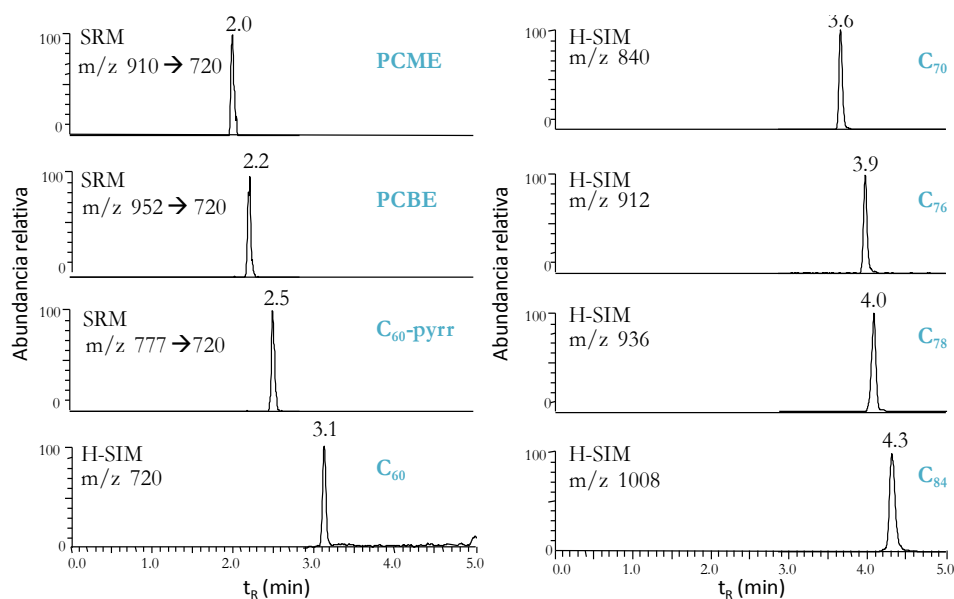 2.0
100
SRM
m/z 910 → 720
PCME
0
2.2
100
SRM
m/z 952 → 720
PCBE
0
2.5
100
SRM
m/z 777 → 720
C₆₀-pyrr
0
3.1
100
H-SIM
m/z 720
C₆₀
0
0.0 1.0 2.0 3.0 4.0 5.0
tR (min)
Abundancia relativa
3.6
100
H-SIM
m/z 840
C₇₀
0
3.9
100
H-SIM
m/z 912
C₇₆
0
4.0
100
H-SIM
m/z 936
C₇₈
0
4.3
100
H-SIM
m/z 1008
C₈₄
0
0.0 1.0 2.0 3.0 4.0 5.0
tR (min)
Abundancia relativa